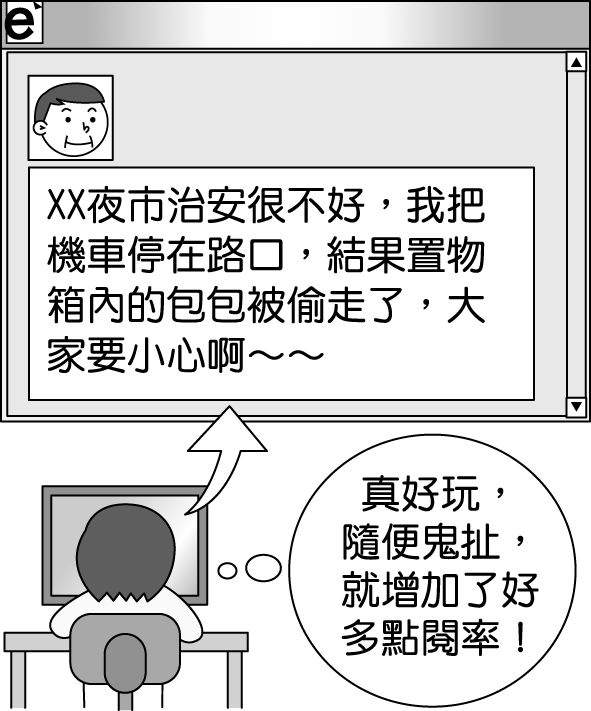 e
XX夜市治安很不好，我把
機車停在路口，結果置物
箱內的包包被偷走了，大
家要小心啊～～
真好玩，
隨便鬼扯，
就增加了好
多點閱率！